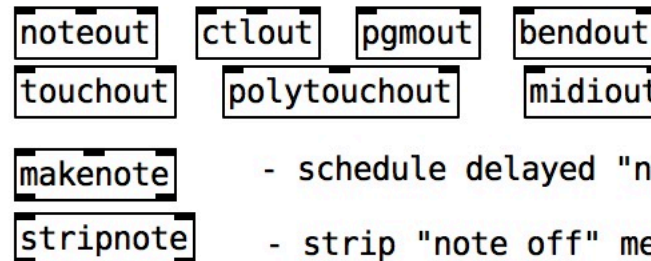 noteout ctlout pgmout bendout
touchout polytouchout midiout
makenote - schedule delayed "n
stripnote - strip "note off" me